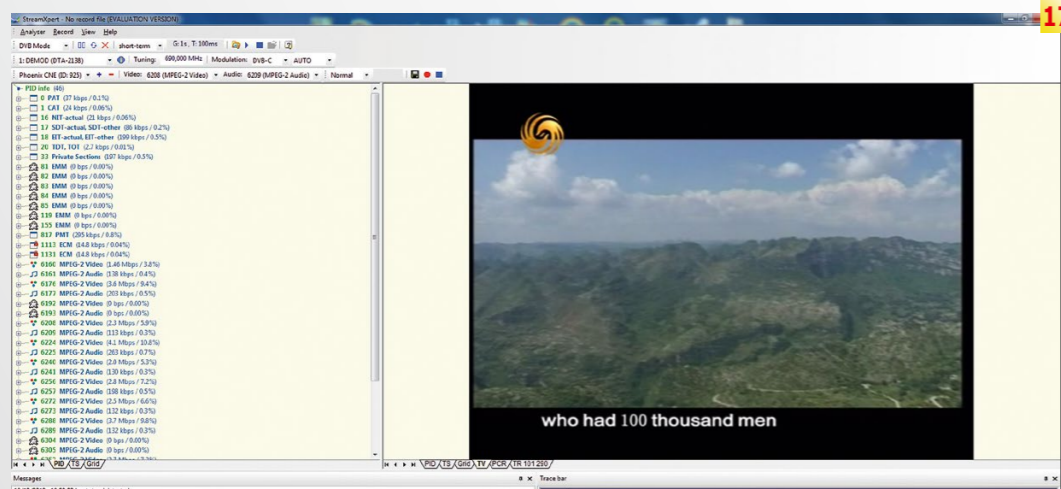 StreamXpert - No record file (EVALUATION VERSION)
17
Analyser Record View Help
DVB Mode short-term G: 1s, T: 100ms
1: DEMOD (DTA-2138) Tuning: 690,000 MHz Modulation: DVB-C AUTO
Phoenix CNE (ID: 925) Video: 6208 (MPEG-2 Video) Audio: 6209 (MPEG-2 Audio) Normal
PID info (46)
0 PAT (37 kbps / 0.1%)
1 CAT (24 kbps / 0.06%)
16 NIT-actual (21 kbps / 0.06%)
17 SDT-actual, SDT-other (86 kbps / 0.2%)
18 EIT-actual, EIT-other (199 kbps / 0.5%)
20 TDT, TOT (2.7 kbps / 0.01%)
33 Private Sections (197 kbps / 0.5%)
81 EMM (0 bps / 0.00%)
82 EMM (0 bps / 0.00%)
83 EMM (0 bps / 0.00%)
84 EMM (0 bps / 0.00%)
85 EMM (0 bps / 0.00%)
119 EMM (0 bps / 0.00%)
155 EMM (0 bps / 0.00%)
817 PMT (295 kbps / 0.8%)
1113 ECM (14.8 kbps / 0.04%)
1131 ECM (14.8 kbps / 0.04%)
6160 MPEG-2 Video (1.46 Mbps / 3.8%)
6161 MPEG-2 Audio (138 kbps / 0.4%)
6176 MPEG-2 Video (3.6 Mbps / 9.4%)
6177 MPEG-2 Audio (203 kbps / 0.5%)
6192 MPEG-2 Video (0 bps / 0.00%)
6193 MPEG-2 Audio (0 bps / 0.00%)
6208 MPEG-2 Video (2.3 Mbps / 5.9%)
6209 MPEG-2 Audio (113 kbps / 0.3%)
6224 MPEG-2 Video (4.1 Mbps / 10.8%)
6225 MPEG-2 Audio (263 kbps / 0.7%)
6240 MPEG-2 Video (2.0 Mbps / 5.3%)
6241 MPEG-2 Audio (130 kbps / 0.3%)
6256 MPEG-2 Video (2.8 Mbps / 7.2%)
6257 MPEG-2 Audio (198 kbps / 0.5%)
6272 MPEG-2 Video (2.5 Mbps / 6.6%)
6273 MPEG-2 Audio (132 kbps / 0.3%)
6288 MPEG-2 Video (3.7 Mbps / 9.8%)
6289 MPEG-2 Audio (132 kbps / 0.3%)
6304 MPEG-2 Video (0 bps / 0.00%)
6305 MPEG-2 Audio (0 bps / 0.00%)
who had 100 thousand men
PID TS Grid
PID TS Grid TV PCR TR 101 290
Messages
Trace bar